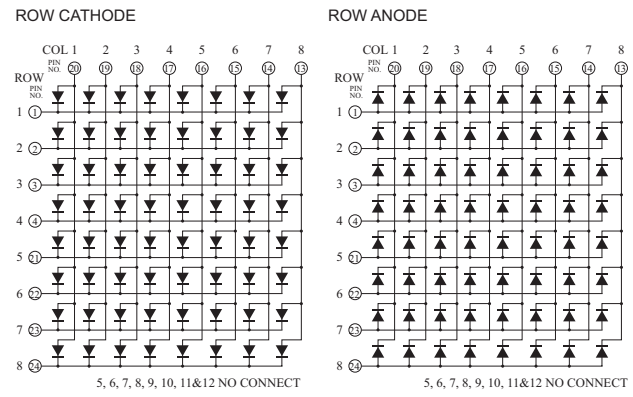 ROW CATHODE
COL 1 2 3 4 5 6 7 8
PIN NO. 20 19 18 17 16 15 14 13
ROW
PIN NO.
1 1
2 2
3 3
4 4
5 21
6 22
7 23
8 24
5, 6, 7, 8, 9, 10, 11&12 NO CONNECT
ROW ANODE
COL 1 2 3 4 5 6 7 8
PIN NO. 20 19 18 17 16 15 14 13
ROW
PIN NO.
1 1
2 2
3 3
4 4
5 21
6 22
7 23
8 24
5, 6, 7, 8, 9, 10, 11&12 NO CONNECT